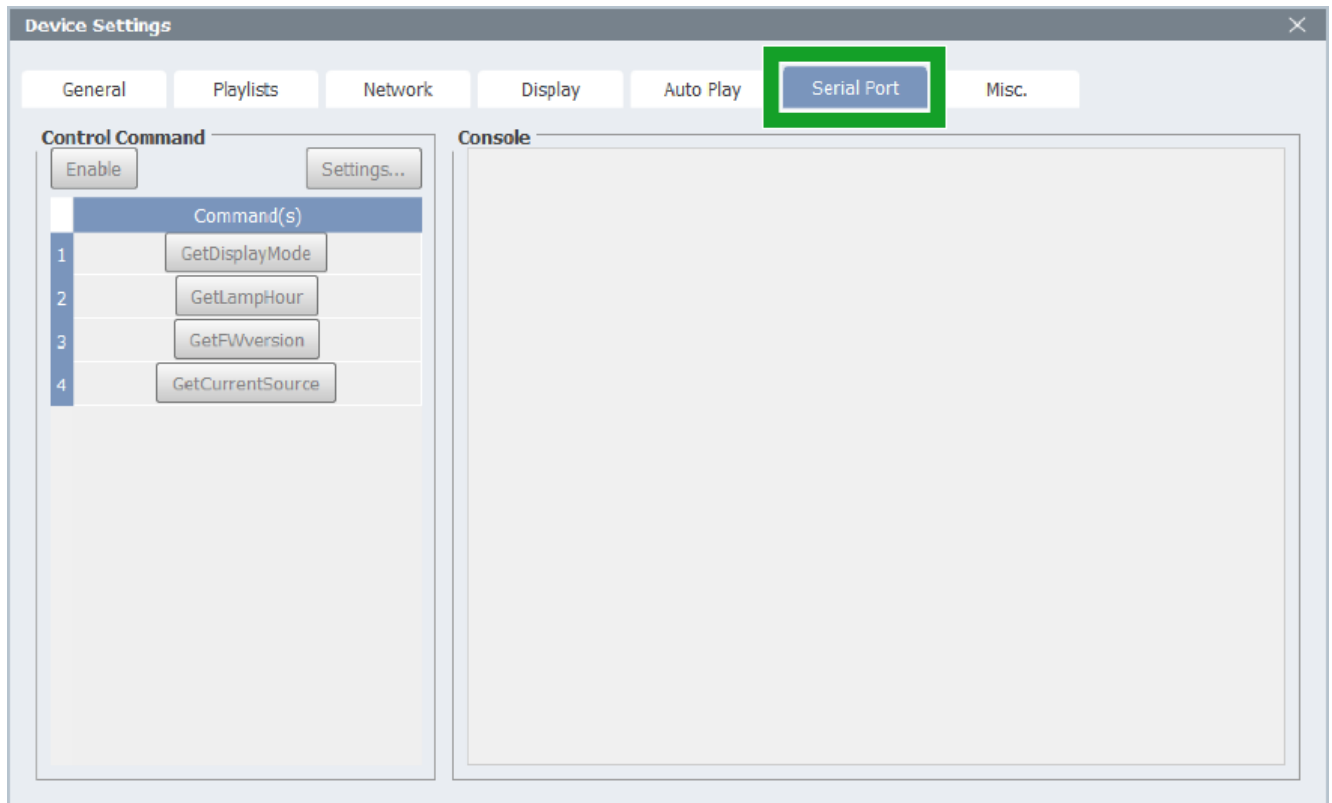 Device Settings
General Playlists Network Display Auto Play Serial Port Misc.
Control Command
Enable Settings...
Command(s)
1 GetDisplayMode
2 GetLampHour
3 GetFWversion
4 GetCurrentSource
Console